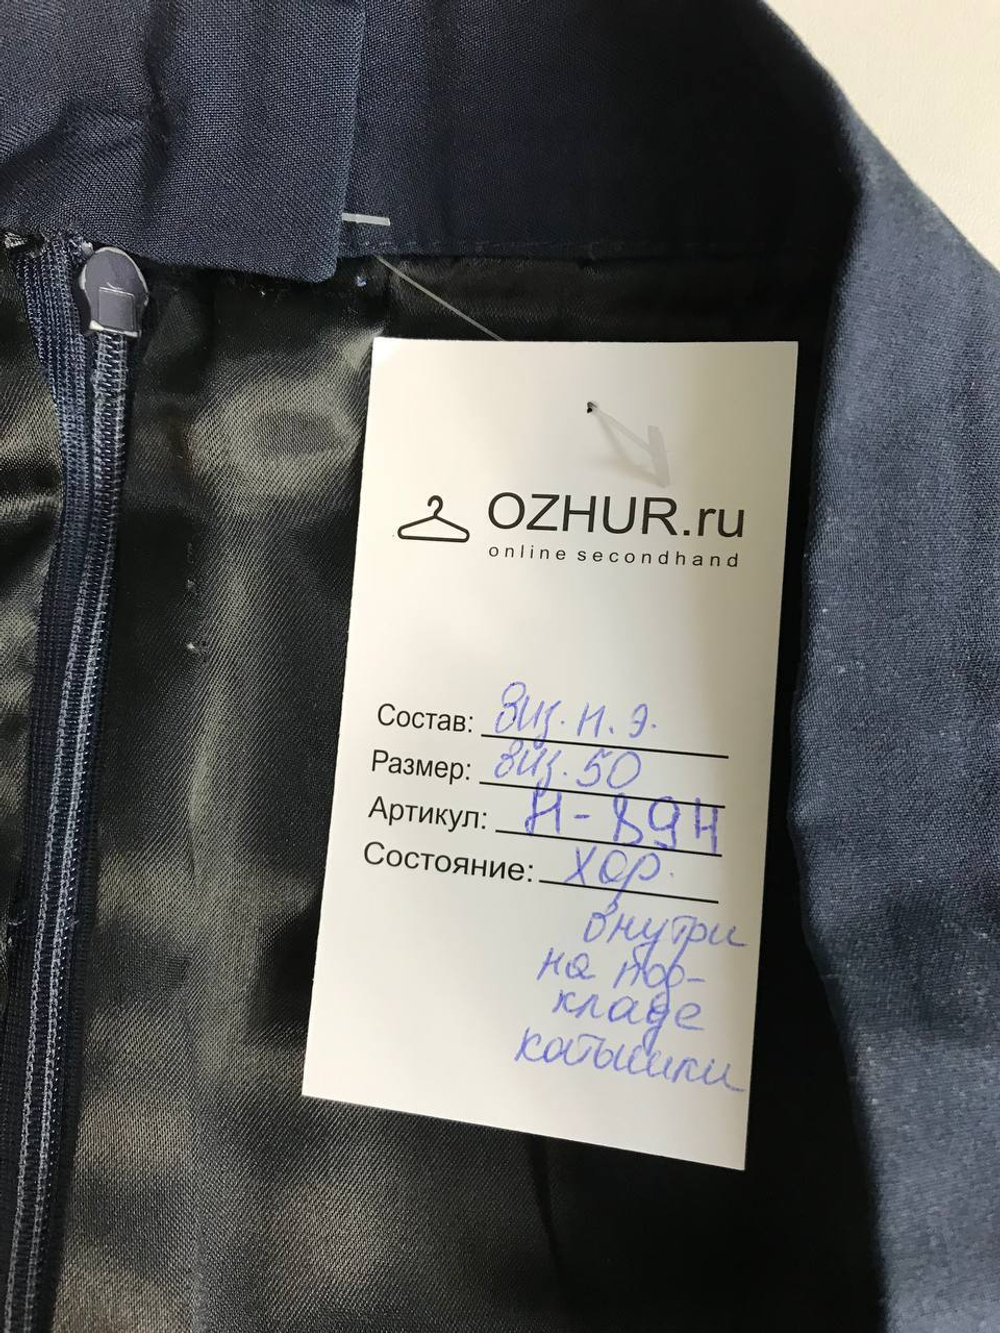 OZHUR.ru
online secondhand
Состав: Виз. п. э.
Размер: виз. 50
Артикул: Н-894
Состояние: хор.
внутри
на под-
кладе
катышки